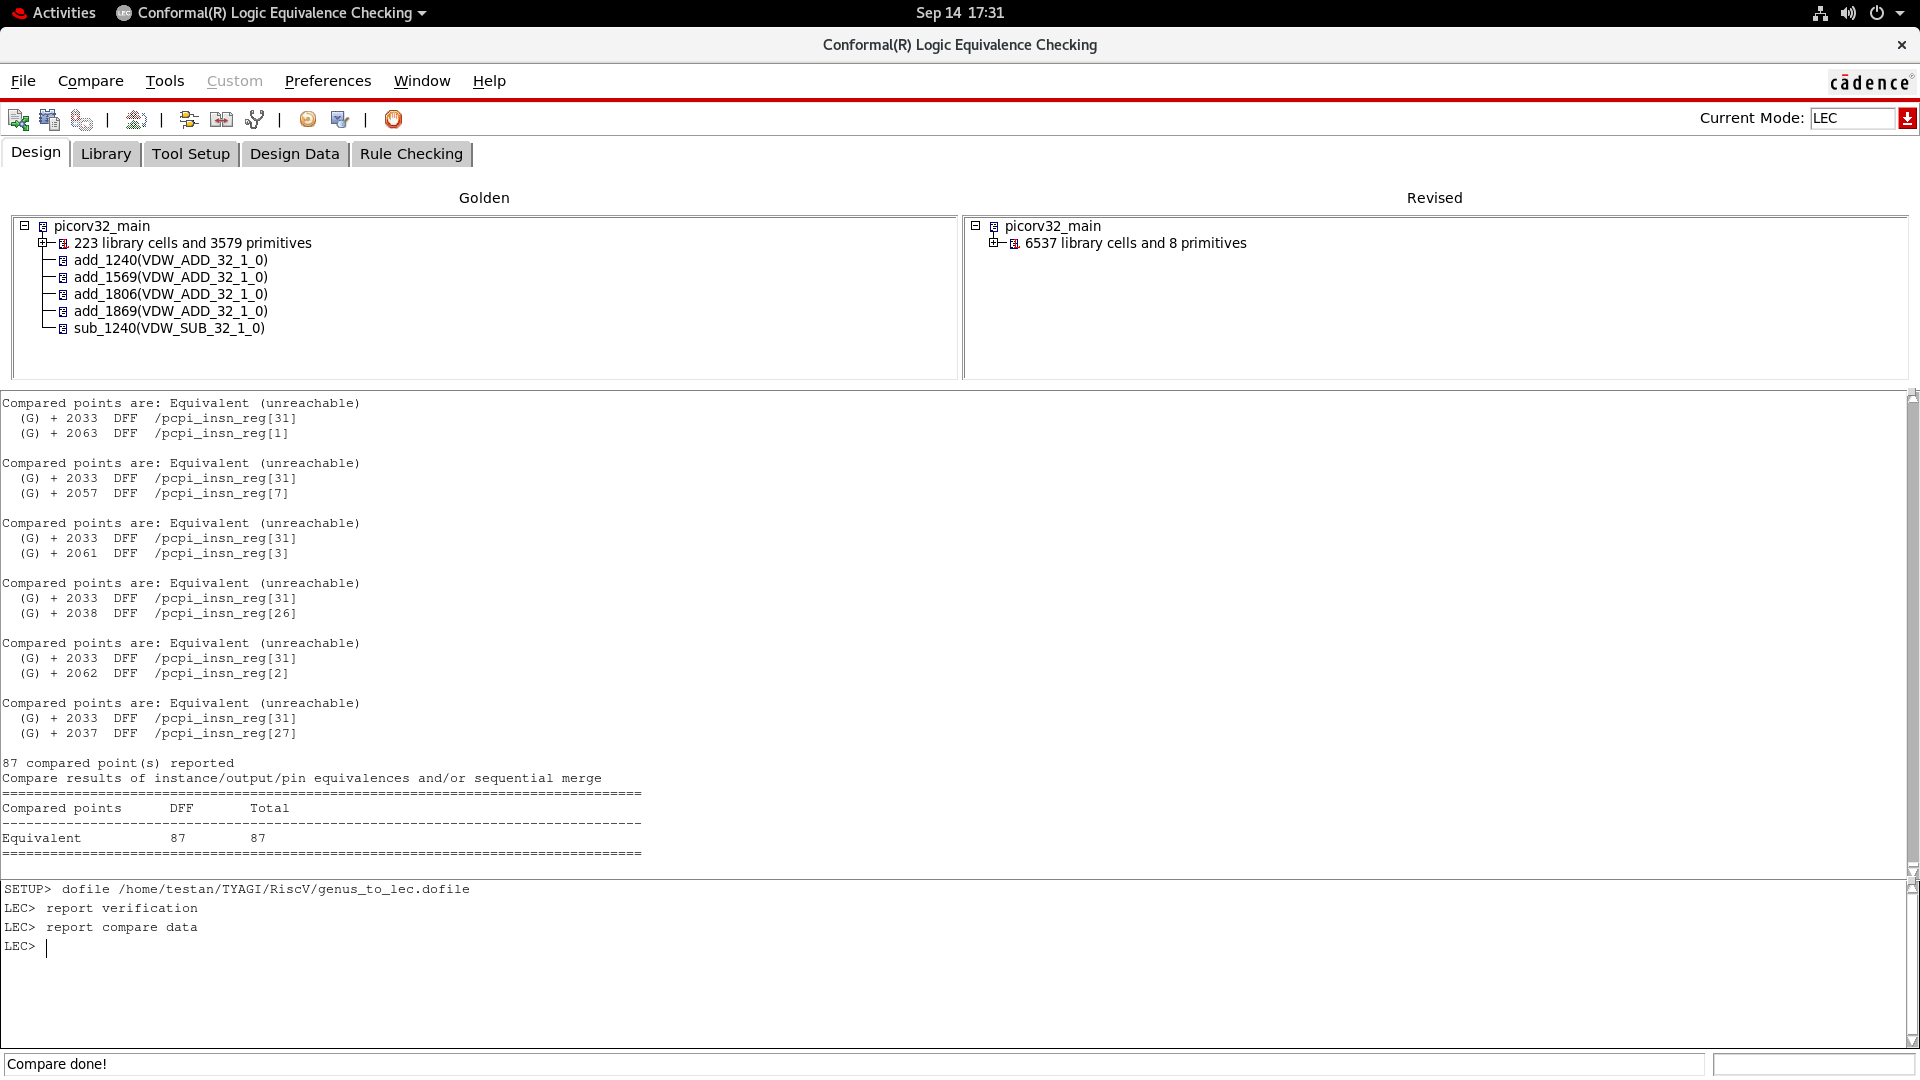 Activities Conformal(R) Logic Equivalence Checking Sep 14 17:31
Conformal(R) Logic Equivalence Checking
File Compare Tools Custom Preferences Window Help cādence
Current Mode: LEC
Design Library Tool Setup Design Data Rule Checking
Golden Revised
picorv32_main
223 library cells and 3579 primitives
add_1240(VDW_ADD_32_1_0)
add_1569(VDW_ADD_32_1_0)
add_1806(VDW_ADD_32_1_0)
add_1869(VDW_ADD_32_1_0)
sub_1240(VDW_SUB_32_1_0)
picorv32_main
6537 library cells and 8 primitives
Compared points are: Equivalent (unreachable)
(G) + 2033 DFF /pcpi_insn_reg[31]
(G) + 2063 DFF /pcpi_insn_reg[1]
Compared points are: Equivalent (unreachable)
(G) + 2033 DFF /pcpi_insn_reg[31]
(G) + 2057 DFF /pcpi_insn_reg[7]
Compared points are: Equivalent (unreachable)
(G) + 2033 DFF /pcpi_insn_reg[31]
(G) + 2061 DFF /pcpi_insn_reg[3]
Compared points are: Equivalent (unreachable)
(G) + 2033 DFF /pcpi_insn_reg[31]
(G) + 2038 DFF /pcpi_insn_reg[26]
Compared points are: Equivalent (unreachable)
(G) + 2033 DFF /pcpi_insn_reg[31]
(G) + 2062 DFF /pcpi_insn_reg[2]
Compared points are: Equivalent (unreachable)
(G) + 2033 DFF /pcpi_insn_reg[31]
(G) + 2037 DFF /pcpi_insn_reg[27]
87 compared point(s) reported
Compare results of instance/output/pin equivalences and/or sequential merge
================================================================================
Compared points DFF Total
--------------------------------------------------------------------------------
Equivalent 87 87
================================================================================
SETUP> dofile /home/testan/TYAGI/RiscV/genus_to_lec.dofile
LEC> report verification
LEC> report compare data
LEC>
Compare done!